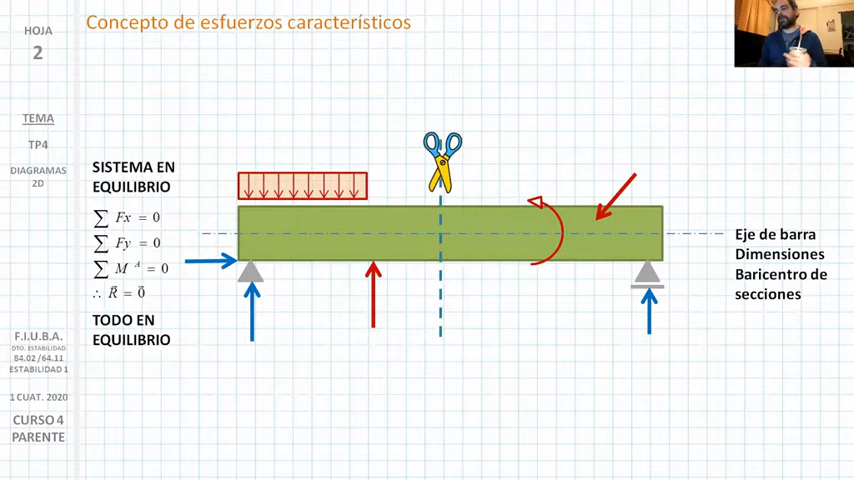 Concepto de esfuerzos característicos
HOJA
2
TEMA
TP4
DIAGRAMAS
2D
F.I.U.B.A.
DTO. ESTABILIDAD
84.02/64.11
ESTABILIDAD 1
1 CUAT. 2020
CURSO 4
PARENTE
SISTEMA EN
EQUILIBRIO
∑ Fx = 0
∑ Fy = 0
∑ M ᴬ = 0
∴ R⃗ = 0⃗
TODO EN
EQUILIBRIO
Eje de barra
Dimensiones
Baricentro de
secciones